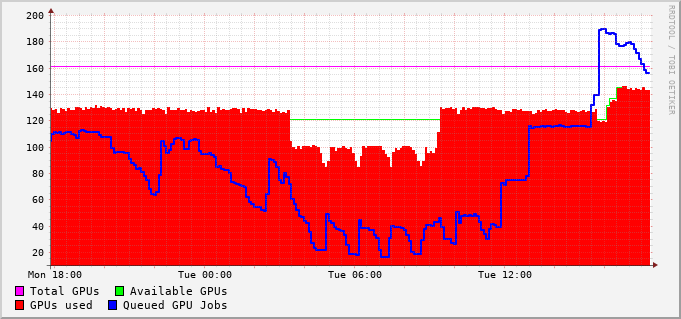 200
180
160
140
120
100
80
60
40
20
Mon 18:00 Tue 00:00 Tue 06:00 Tue 12:00
Total GPUs Available GPUs
GPUs used Queued GPU Jobs
RRDTOOL / TOBI OETIKER